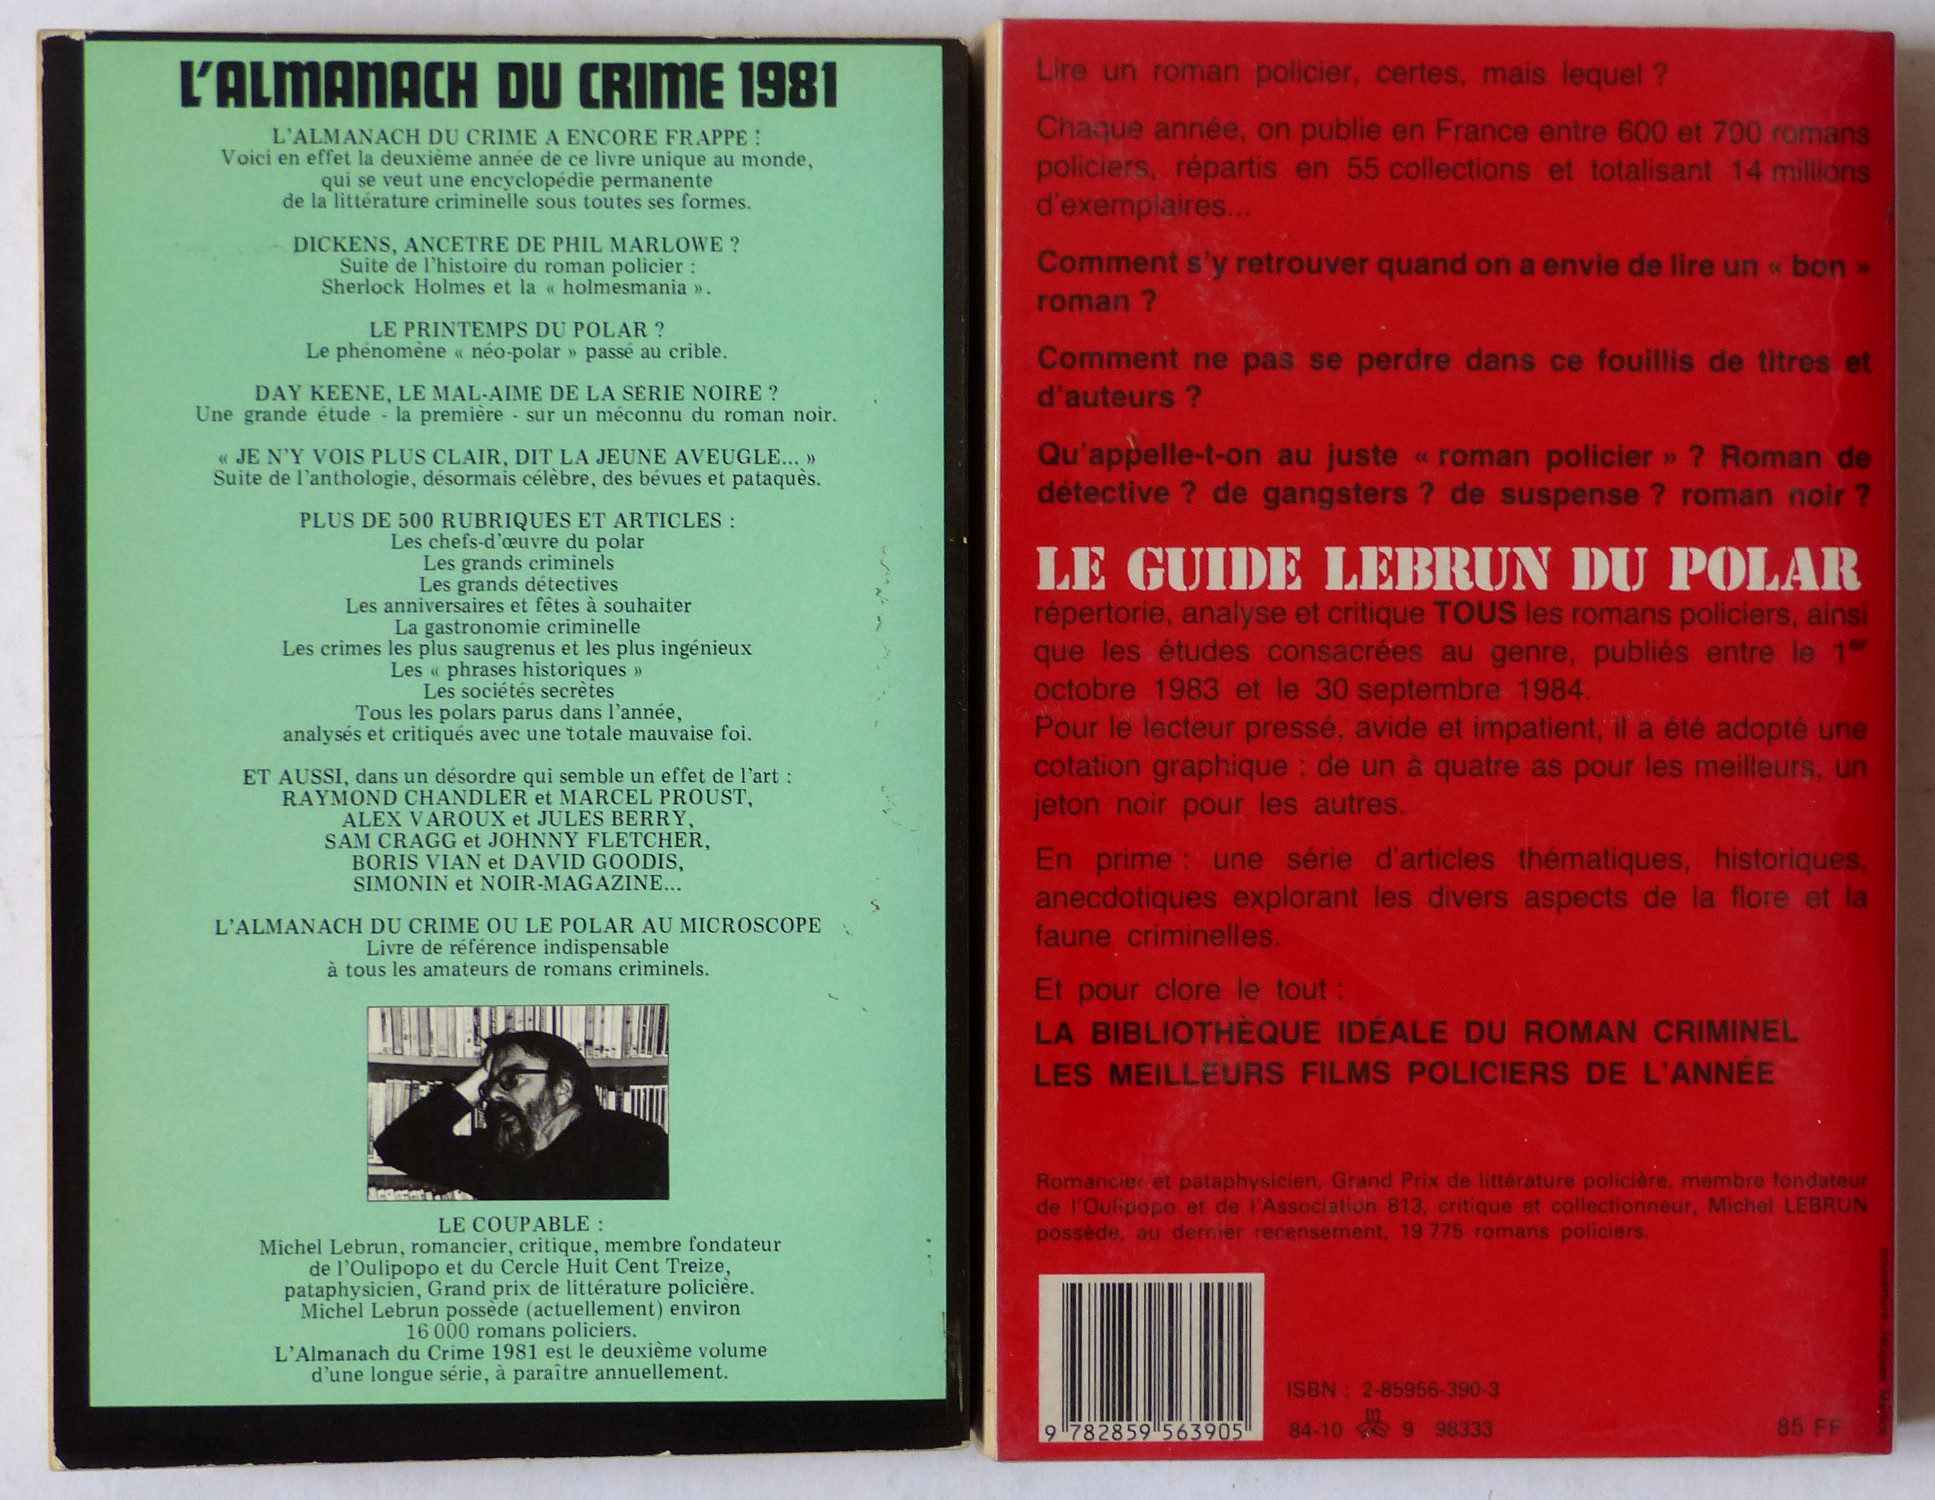 L'ALMANACH DU CRIME 1981
L'ALMANACH DU CRIME A ENCORE FRAPPE !
Voici en effet la deuxième année de ce livre unique au monde,
qui se veut une encyclopédie permanente
de la littérature criminelle sous toutes ses formes.
DICKENS, ANCETRE DE PHIL MARLOWE ?
Suite de l'histoire du roman policier :
Sherlock Holmes et la « holmesmania ».
LE PRINTEMPS DU POLAR ?
Le phénomène « néo-polar » passé au crible.
DAY KEENE, LE MAL-AIMÉ DE LA SÉRIE NOIRE ?
Une grande étude - la première - sur un méconnu du roman noir.
« JE N'Y VOIS PLUS CLAIR, DIT LA JEUNE AVEUGLE... »
Suite de l'anthologie, désormais célèbre, des bévues et pataquès.
PLUS DE 500 RUBRIQUES ET ARTICLES :
Les chefs-d'œuvre du polar
Les grands criminels
Les grands détectives
Les anniversaires et fêtes à souhaiter
La gastronomie criminelle
Les crimes les plus saugrenus et les plus ingénieux
Les « phrases historiques »
Les sociétés secrètes
Tous les polars parus dans l'année,
analysés et critiqués avec une totale mauvaise foi.
ET AUSSI, dans un désordre qui semble un effet de l'art :
RAYMOND CHANDLER et MARCEL PROUST,
ALEX VAROUX et JULES BERRY,
SAM CRAGG et JOHNNY FLETCHER,
BORIS VIAN et DAVID GOODIS,
SIMONIN et NOIR-MAGAZINE...
L'ALMANACH DU CRIME OU LE POLAR AU MICROSCOPE
Livre de référence indispensable
à tous les amateurs de romans criminels.
LE COUPABLE :
Michel Lebrun, romancier, critique, membre fondateur
de l'Oulipopo et du Cercle Huit Cent Treize,
pataphysicien, Grand prix de littérature policière.
Michel Lebrun possède (actuellement) environ
16 000 romans policiers.
L'Almanach du Crime 1981 est le deuxième volume
d'une longue série, à paraître annuellement.
Lire un roman policier, certes, mais lequel ?
Chaque année, on publie en France entre 600 et 700 romans
policiers, répartis en 55 collections et totalisant 14 millions
d'exemplaires...
Comment s'y retrouver quand on a envie de lire un « bon »
roman ?
Comment ne pas se perdre dans ce fouillis de titres et
d'auteurs ?
Qu'appelle-t-on au juste « roman policier » ? Roman de
détective ? de gangsters ? de suspense ? roman noir ?
LE GUIDE LEBRUN DU POLAR
répertorie, analyse et critique TOUS les romans policiers, ainsi
que les études consacrées au genre, publiés entre le 1er
octobre 1983 et le 30 septembre 1984.
Pour le lecteur pressé, avide et impatient, il a été adopté une
cotation graphique : de un à quatre as pour les meilleurs, un
jeton noir pour les autres.
En prime : une série d'articles thématiques, historiques,
anecdotiques explorant les divers aspects de la flore et la
faune criminelles.
Et pour clore le tout :
LA BIBLIOTHÈQUE IDÉALE DU ROMAN CRIMINEL
LES MEILLEURS FILMS POLICIERS DE L'ANNÉE
Romancier et pataphysicien, Grand Prix de littérature policière, membre fondateur
de l'Oulipopo et de l'Association 813, critique et collectionneur, Michel LEBRUN
possède, au dernier recensement, 19 775 romans policiers.
ISBN : 2-85956-390-3
9 782859 563905
84-10 9 98333
85 FF